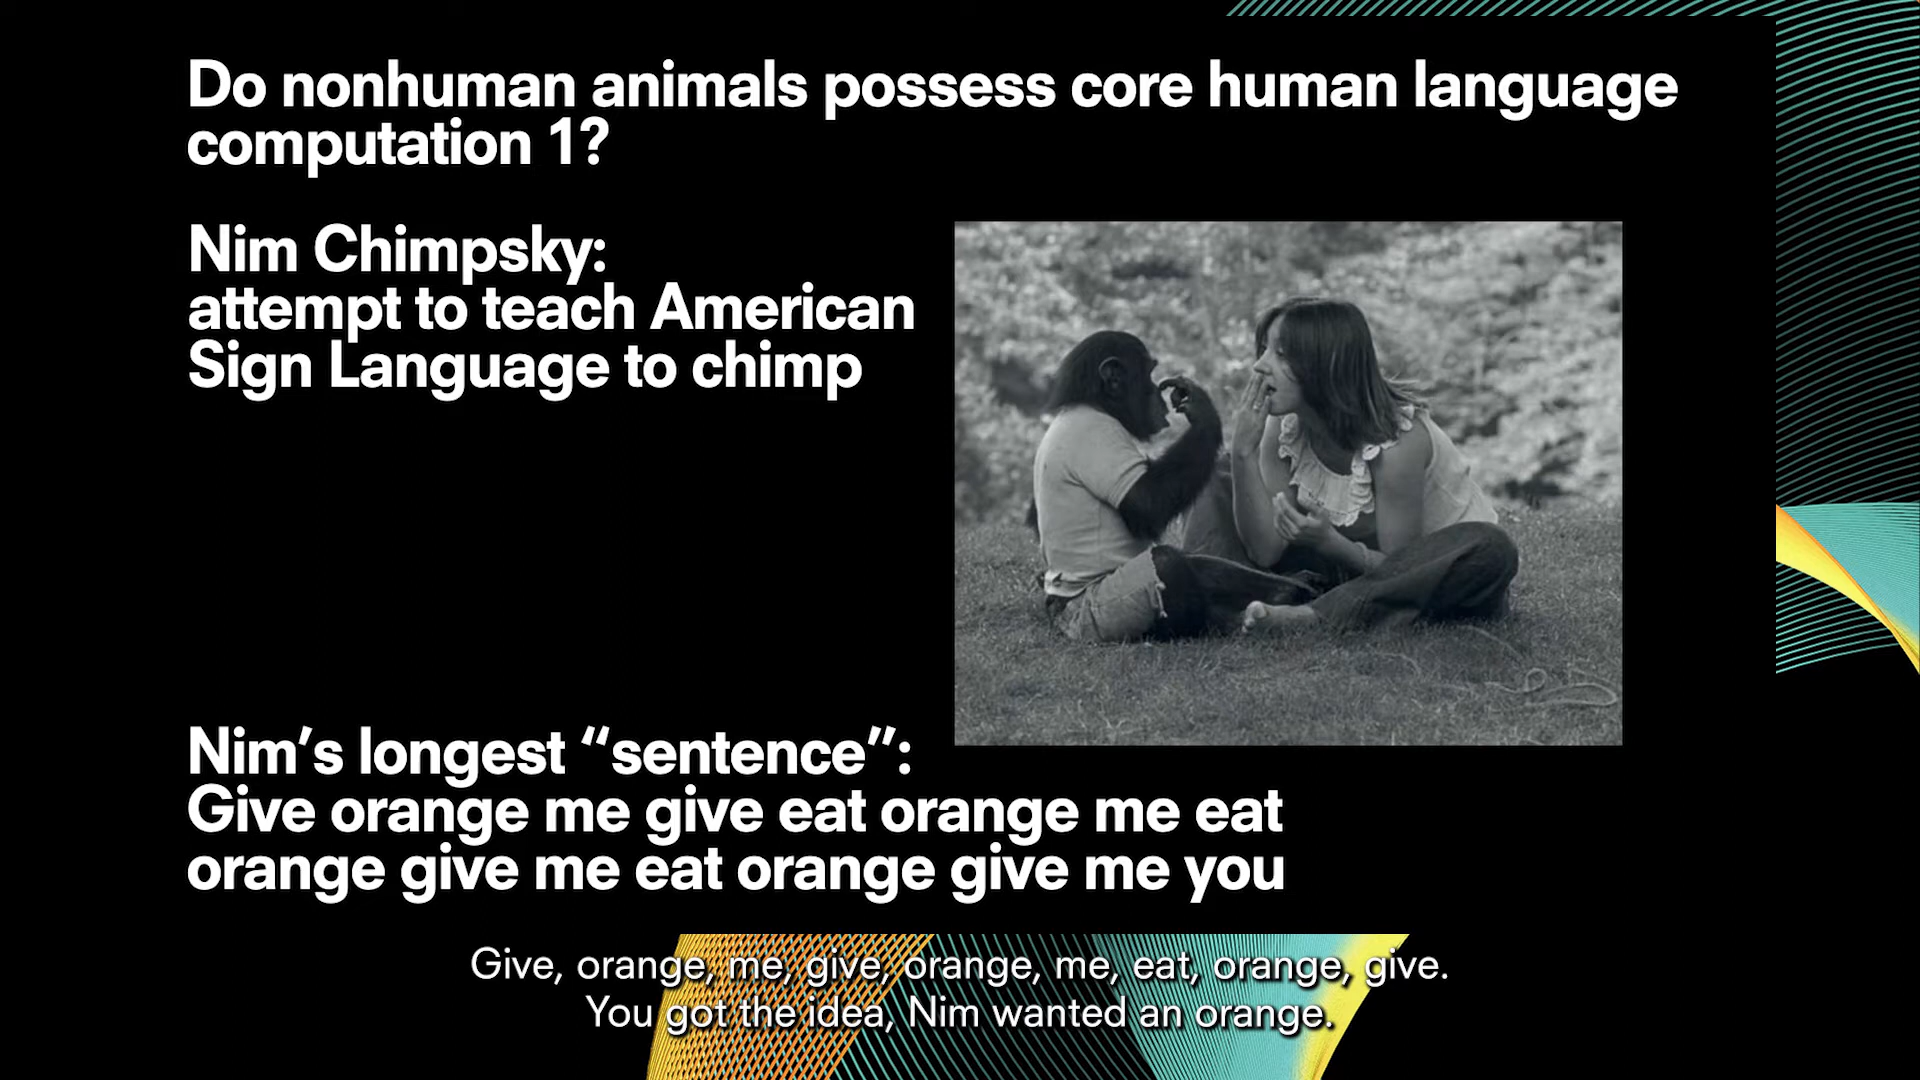 Do nonhuman animals possess core human language
computation 1?
Nim Chimpsky:
attempt to teach American
Sign Language to chimp
Nim’s longest “sentence”:
Give orange me give eat orange me eat
orange give me eat orange give me you
Give, orange, me, give, orange, me, eat, orange, give.
You got the idea, Nim wanted an orange.